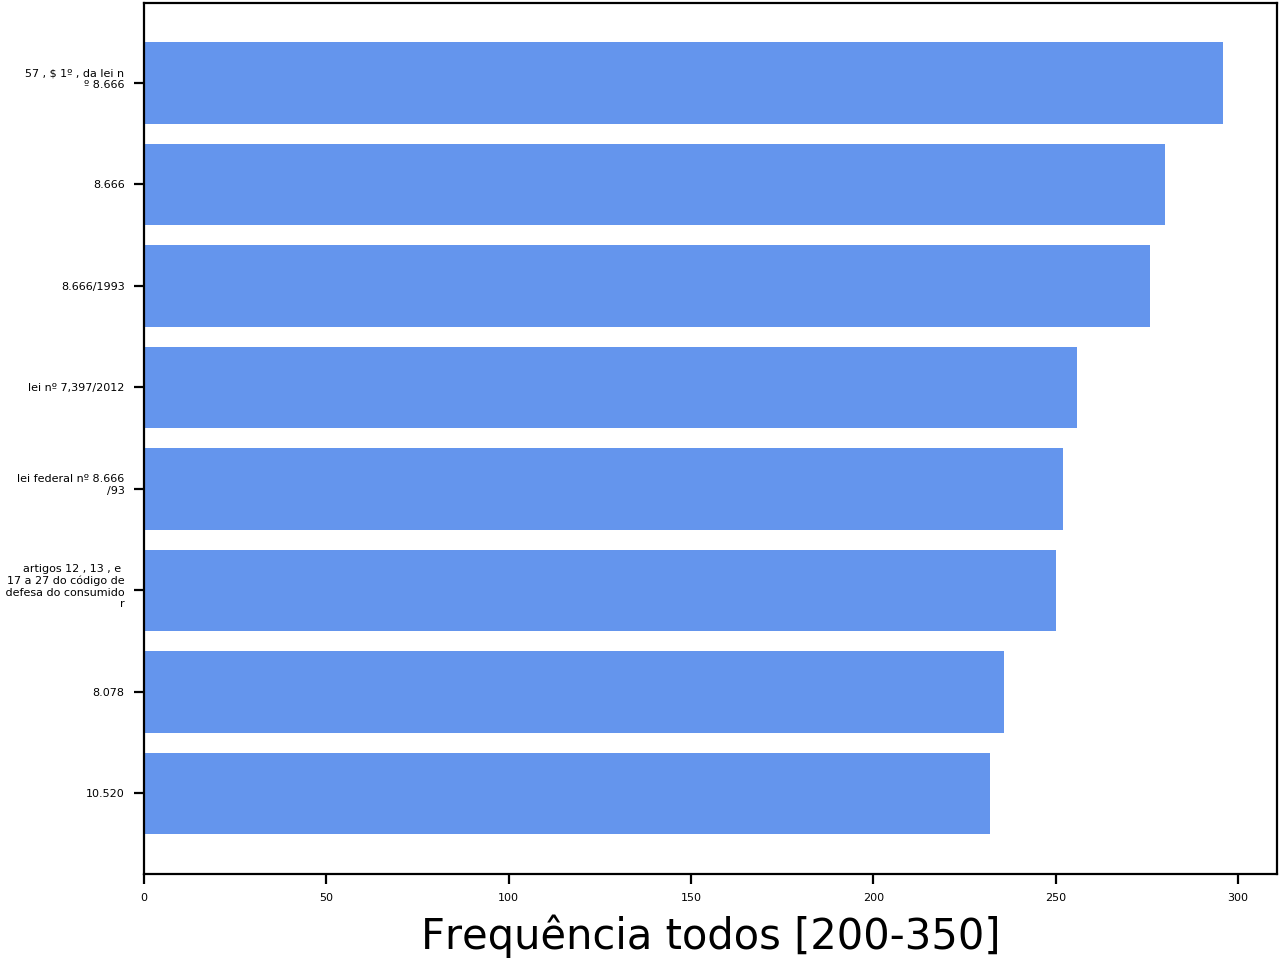 57 , $ 1º , da lei n
º 8.666
8.666
8.666/1993
lei nº 7,397/2012
lei federal nº 8.666
/93
artigos 12 , 13 , e
17 a 27 do código de
defesa do consumido
r
8.078
10.520
0 50 100 150 200 250 300
Frequência todos [200-350]